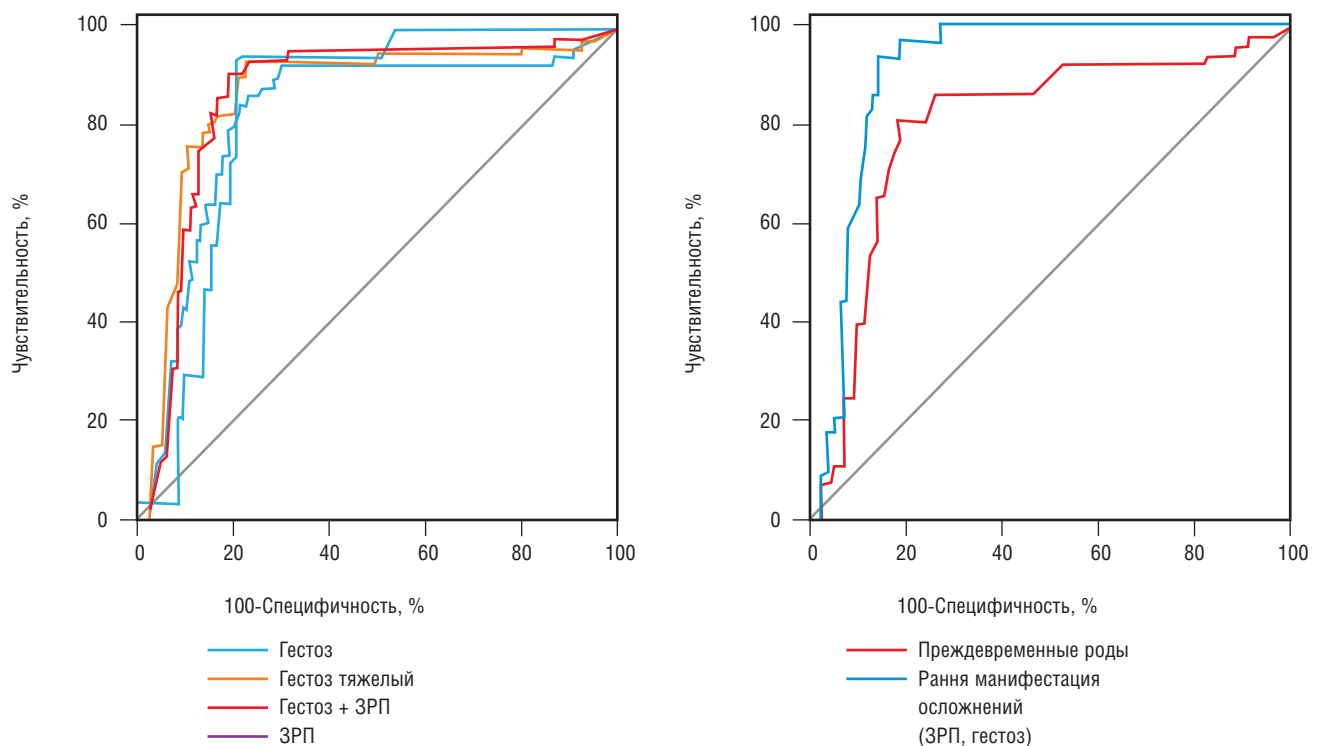 100
80
60
40
20
0
Чувствительность, %
0 20 40 60 80 100
100-Специфичность, %
Гестоз
Гестоз тяжелый
Гестоз + ЗРП
ЗРП
100
80
60
40
20
0
Чувствительность, %
0 20 40 60 80 100
100-Специфичность, %
Преждевременные роды
Рання манифестация
осложнений
(ЗРП, гестоз)